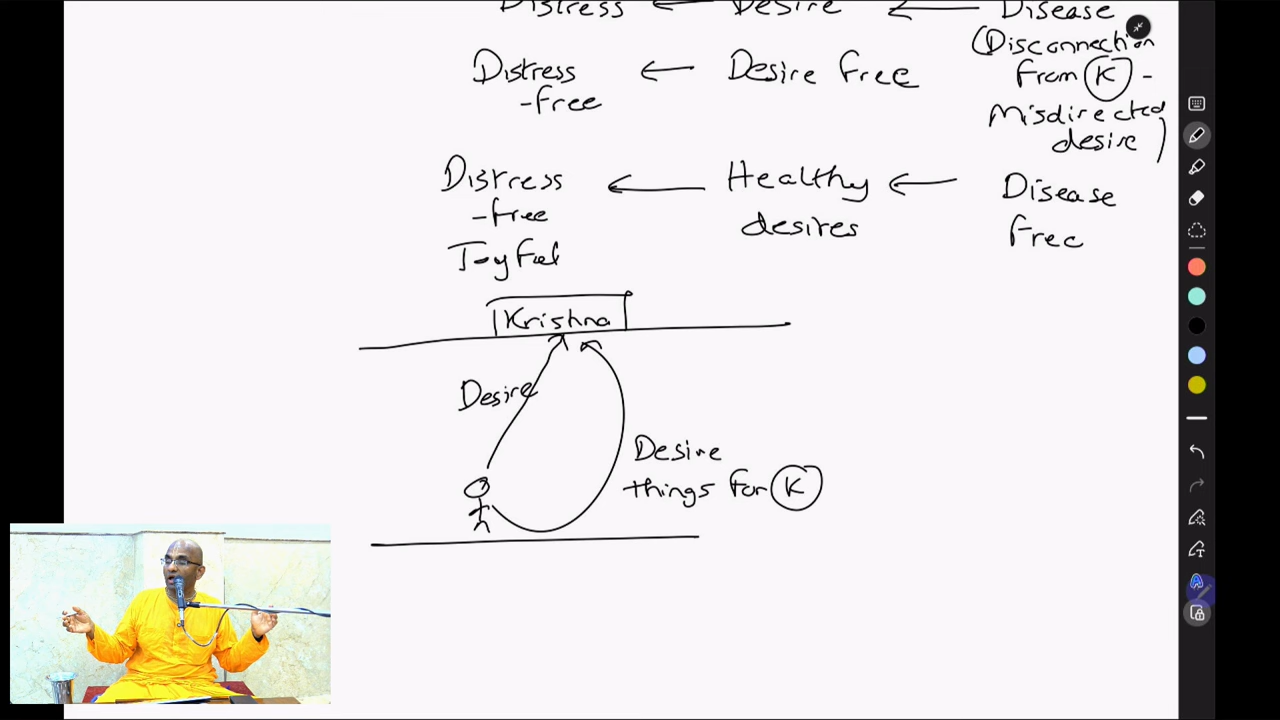 Distress ← Desire ← Disease
(Disconnection
Distress ← Desire free from K -
-free
Misdirected
desire)
Distress ← Healthy ← Disease
-free desires free
Joyful
Krishna
Desire
Desire
things for K